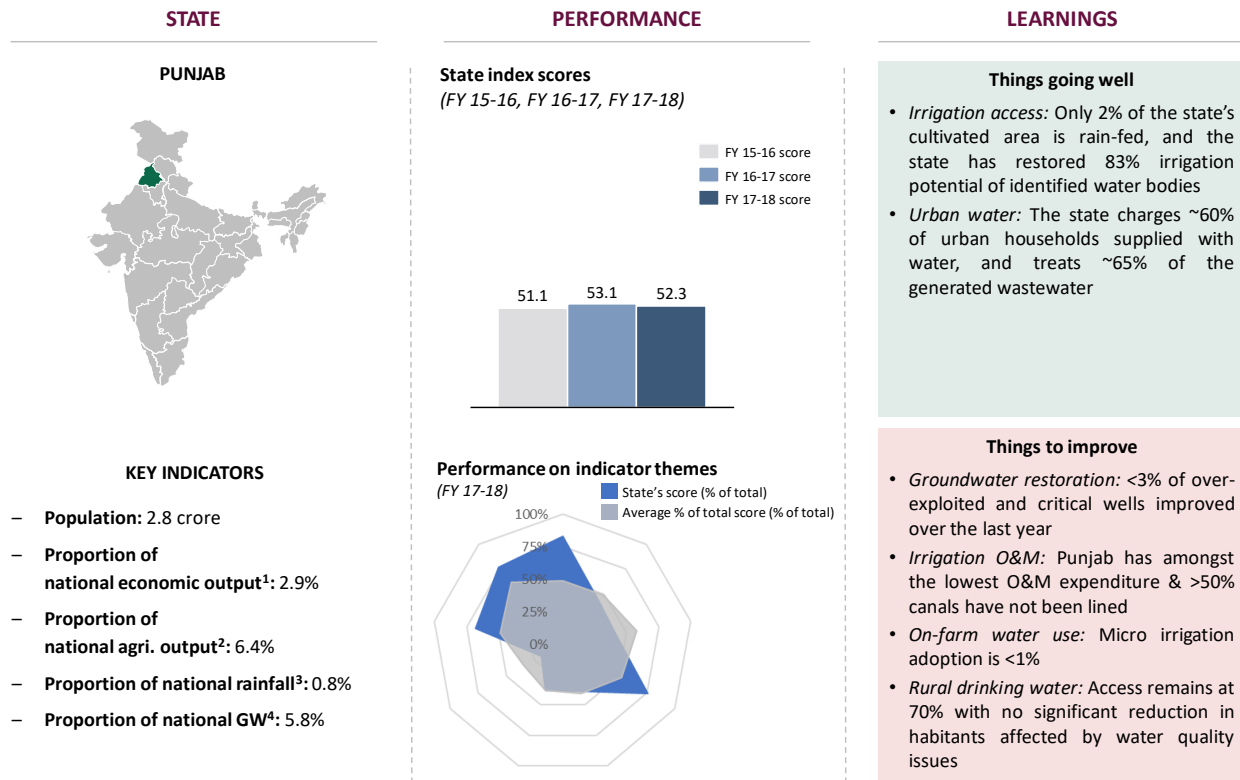 STATE
PUNJAB
KEY INDICATORS
– Population: 2.8 crore
– Proportion of
national economic output¹: 2.9%
– Proportion of
national agri. output²: 6.4%
– Proportion of national rainfall³: 0.8%
– Proportion of national GW⁴: 5.8%
PERFORMANCE
State index scores
(FY 15-16, FY 16-17, FY 17-18)
FY 15-16 score
FY 16-17 score
FY 17-18 score
51.1
53.1
52.3
Performance on indicator themes
(FY 17-18)
State’s score (% of total)
Average % of total score (% of total)
100%
75%
50%
25%
0%
LEARNINGS
Things going well
• Irrigation access: Only 2% of the state’s
cultivated area is rain-fed, and the
state has restored 83% irrigation
potential of identified water bodies
• Urban water: The state charges ~60%
of urban households supplied with
water, and treats ~65% of the
generated wastewater
Things to improve
• Groundwater restoration: <3% of over-
exploited and critical wells improved
over the last year
• Irrigation O&M: Punjab has amongst
the lowest O&M expenditure & >50%
canals have not been lined
• On-farm water use: Micro irrigation
adoption is <1%
• Rural drinking water: Access remains at
70% with no significant reduction in
habitants affected by water quality
issues